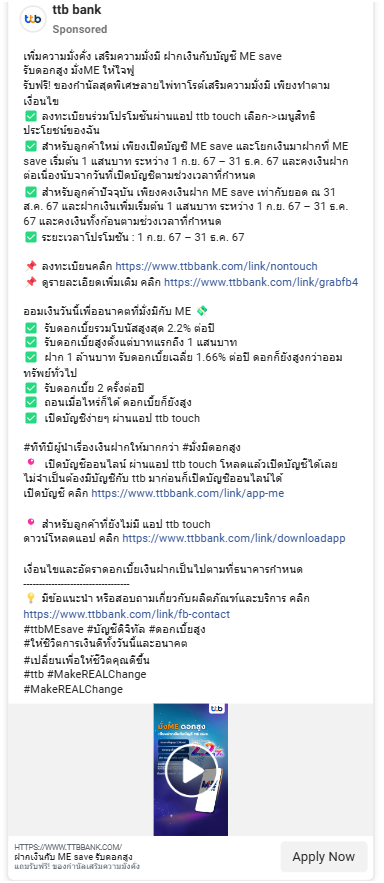 ttb bank
Sponsored
เพิ่มความมั่งคั่ง เสริมความมั่งมี ฝากเงินกับบัญชี ME save
รับดอกสูง มั่งME ให้ไจฟู
รับฟรี! ของกำนัลสุดพิเศษลายไพ่ทาโรต์เสริมความมั่งมี เพียงทำตาม
เงื่อนไข
✅ ลงทะเบียนร่วมโปรโมชันผ่านแอป ttb touch เลือก->เมนูสิทธิ
ประโยชน์ของฉัน
✅ สำหรับลูกค้าใหม่ เพียงเปิดบัญชี ME save และโยกเงินมาฝากที่ ME
save เริ่มต้น 1 แสนบาท ระหว่าง 1 ก.ย. 67 – 31 ธ.ค. 67 และคงเงินฝาก
ต่อเนื่องนับจากวันที่เปิดบัญชีตามช่วงเวลาที่กำหนด
✅ สำหรับลูกค้าปัจจุบัน เพียงคงเงินฝาก ME save เท่ากับยอด ณ 31
ส.ค. 67 และฝากเงินเพิ่มเริ่มต้น 1 แสนบาท ระหว่าง 1 ก.ย. 67 – 31 ธ.ค.
67 และคงเงินทั้งก้อนตามช่วงเวลาที่กำหนด
✅ ระยะเวลาโปรโมชัน : 1 ก.ย. 67 – 31 ธ.ค. 67
📌 ลงทะเบียนคลิก https://www.ttbbank.com/link/nontouch
📌 ดูรายละเอียดเพิ่มเติม คลิก https://www.ttbbank.com/link/grabfb4
ออมเงินวันนี้เพื่ออนาคตที่มั่งมีกับ ME 💸
✅ รับดอกเบี้ยรวมโบนัสสูงสุด 2.2% ต่อปี
✅ รับดอกเบี้ยสูงตั้งแต่บาทแรกถึง 1 แสนบาท
✅ ฝาก 1 ล้านบาท รับดอกเบี้ยเฉลี่ย 1.66% ต่อปี ดอกก็ยังสูงกว่าออม
ทรัพย์ทั่วไป
✅ รับดอกเบี้ย 2 ครั้งต่อปี
✅ ถอนเมื่อไหร่ก็ได้ ดอกเบี้ยก็ยังสูง
✅ เปิดบัญชีง่ายๆ ผ่านแอป ttb touch
#ทีทีบีผู้นำเรื่องเงินฝากให้มากกว่า #มั่งมีดอกสูง
📍 เปิดบัญชีออนไลน์ ผ่านแอป ttb touch โหลดแล้วเปิดบัญชีได้เลย
ไม่จำเป็นต้องมีบัญชีกับ ttb มาก่อนก็เปิดบัญชีออนไลน์ได้
เปิดบัญชี คลิก https://www.ttbbank.com/link/app-me
📍 สำหรับลูกค้าที่ยังไม่มี แอป ttb touch
ดาวน์โหลดแอป คลิก https://www.ttbbank.com/link/downloadapp
เงื่อนไขและอัตราดอกเบี้ยเงินฝากเป็นไปตามที่ธนาคารกำหนด
--------------------------------
💡 มีข้อแนะนำ หรือสอบถามเกี่ยวกับผลิตภัณฑ์และบริการ คลิก
https://www.ttbbank.com/link/fb-contact
#ttbMEsave #บัญชีดิจิทัล #ดอกเบี้ยสูง
#ให้ชีวิตการเงินดีทั้งวันนี้และอนาคต
#เปลี่ยนเพื่อให้ชีวิตคุณดีขึ้น
#ttb #MakeREALChange
#MakeREALChange
ttb
มั่งME ดอกสูง
HTTPS://WWW.TTBBANK.COM/
ฝากเงินกับ ME save รับดอกสูง
แถมรับฟรี! ของกำนัลเสริมความมั่งคั่ง
Apply Now